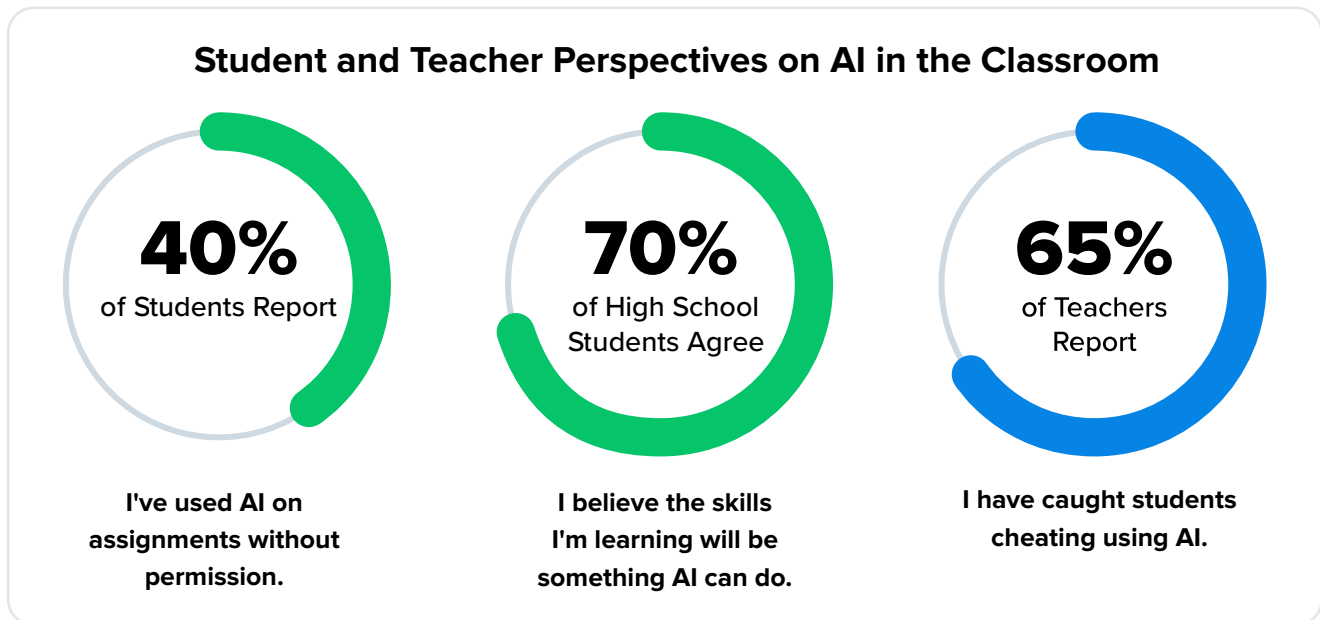 Student and Teacher Perspectives on AI in the Classroom
40%
of Students Report
I've used AI on
assignments without
permission.
70%
of High School
Students Agree
I believe the skills
I'm learning will be
something AI can do.
65%
of Teachers
Report
I have caught students
cheating using AI.